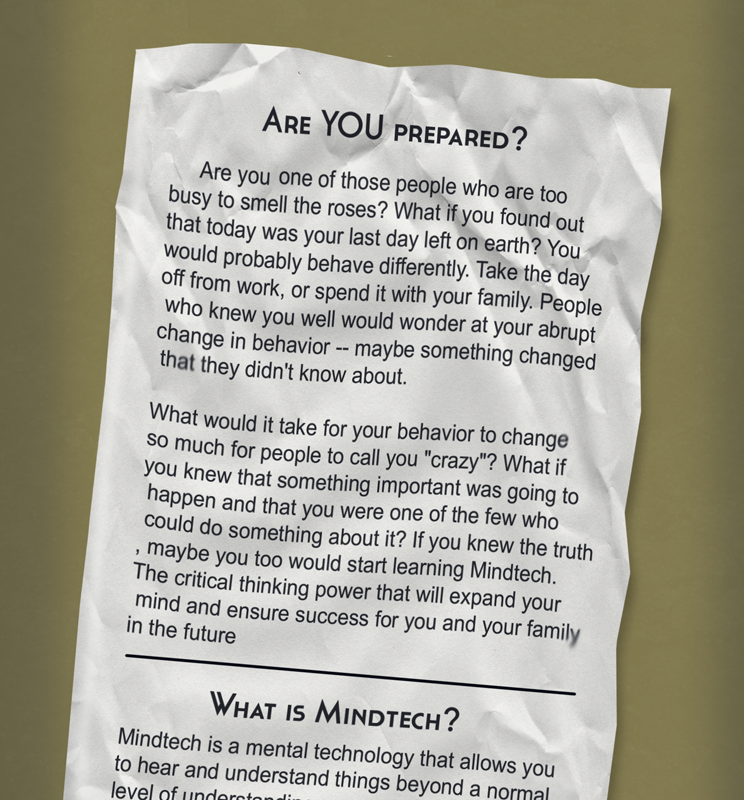 Are YOU prepared?
Are you one of those people who are too
busy to smell the roses? What if you found out
that today was your last day left on earth? You
would probably behave differently. Take the day
off from work, or spend it with your family. People
who knew you well would wonder at your abrupt
change in behavior -- maybe something changed
that they didn't know about.
What would it take for your behavior to change
so much for people to call you "crazy"? What if
you knew that something important was going to
happen and that you were one of the few who
could do something about it? If you knew the truth
, maybe you too would start learning Mindtech.
The critical thinking power that will expand your
mind and ensure success for you and your family
in the future
What is Mindtech?
Mindtech is a mental technology that allows you
to hear and understand things beyond a normal
level of understanding